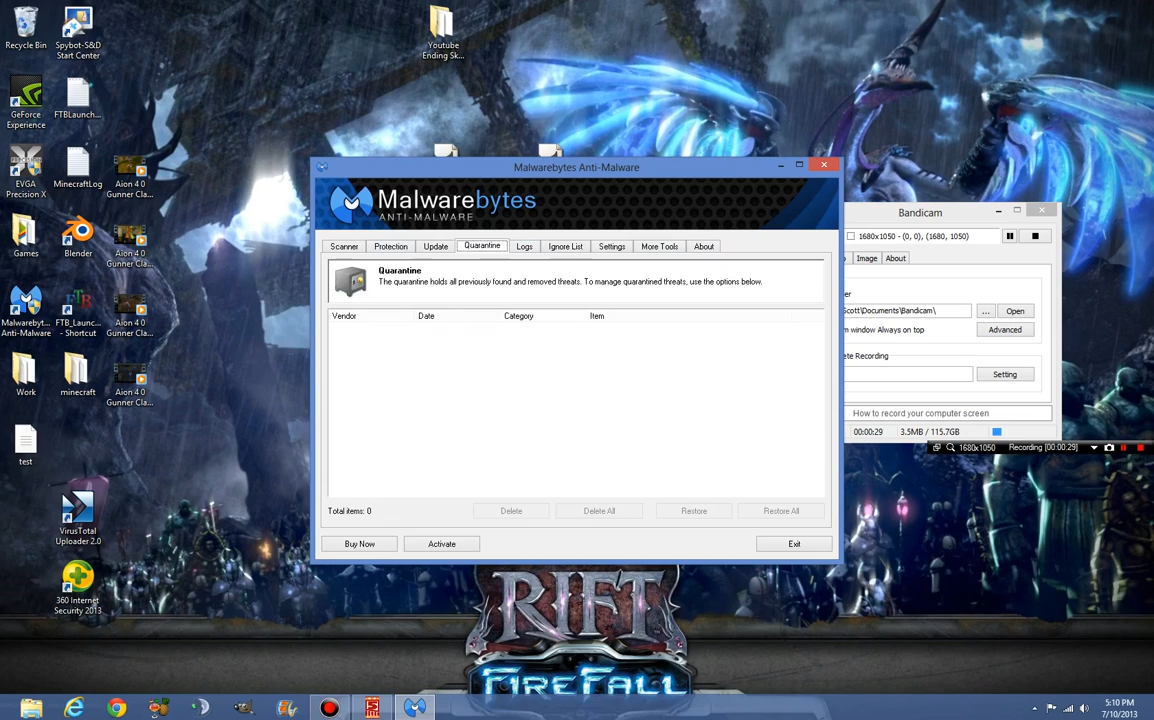 Recycle Bin
Spybot-S&D
Start Center
Youtube
Ending Sk...
GeForce
Experience
FTBLaunch...
EVGA
Precision X
MinecraftLog
Aion 4 0
Gunner Cla...
Games
Blender
Aion 4 0
Gunner Cla...
Malwarebyt...
Anti-Malware
FTB_Launc...
- Shortcut
Aion 4 0
Gunner Cla...
Work
minecraft
Aion 4 0
Gunner Cla...
test
VirusTotal
Uploader 2.0
360 Internet
Security 2013
Malwarebytes Anti-Malware
Malwarebytes
ANTI-MALWARE
Scanner Protection Update Quarantine Logs Ignore List Settings More Tools About
Quarantine
The quarantine holds all previously found and removed threats. To manage quarantined threats, use the options below.
Vendor Date Category Item
Total items: 0 Delete Delete All Restore Restore All
Buy Now Activate Exit
Bandicam
1680x1050 - (0, 0), (1680, 1050)
Image About
er
Scott\Documents\Bandicam\ ... Open
m window Always on top Advanced
ete Recording
Setting
How to record your computer screen
00:00:29 3.5MB / 115.7GB
1680x1050 Recording [00:00:29]
RIFT
FIREFALL
5:10 PM
7/10/2013